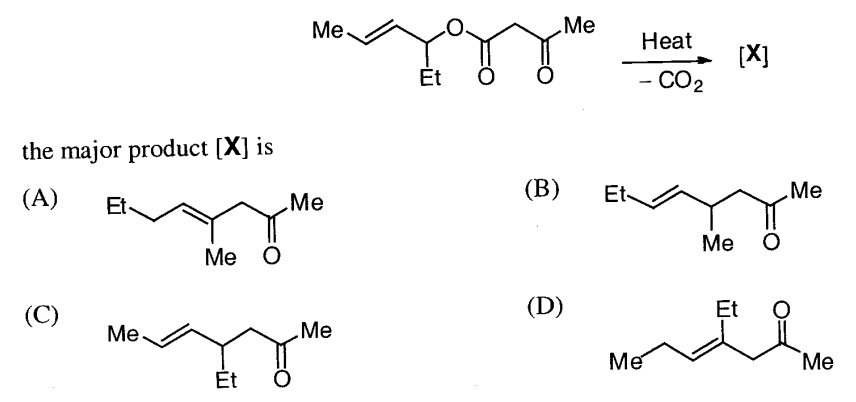 Me O Me
Et O O
Heat
– CO2
[X]
the major product [X] is
(A)
Et Me
Me O
(B)
Et Me
Me O
(C)
Me Me
Et O
(D)
Et O
Me Me